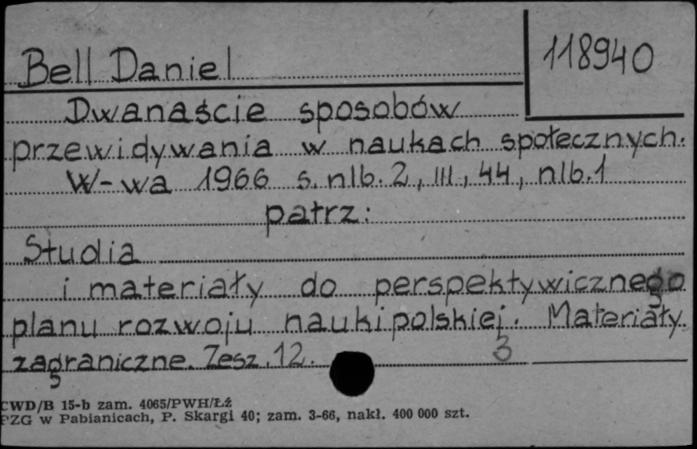 Bell Daniel
118940
Dwanaście sposobów
przewidywania w naukach społecznych.
W-wa 1966 s. nlb. 2, III, 44, nlb. 1
patrz:
Studia
i materiały do perspektywicznego
planu rozwoju nauki polskiej. Materiały
zagraniczne. Zesz. 12.
3
CWD/B 15-b zam. 4065/PWH/Łż
PZG w Pabianicach, P. Skargi 40; zam. 3-66, nakł. 400 000 szt.